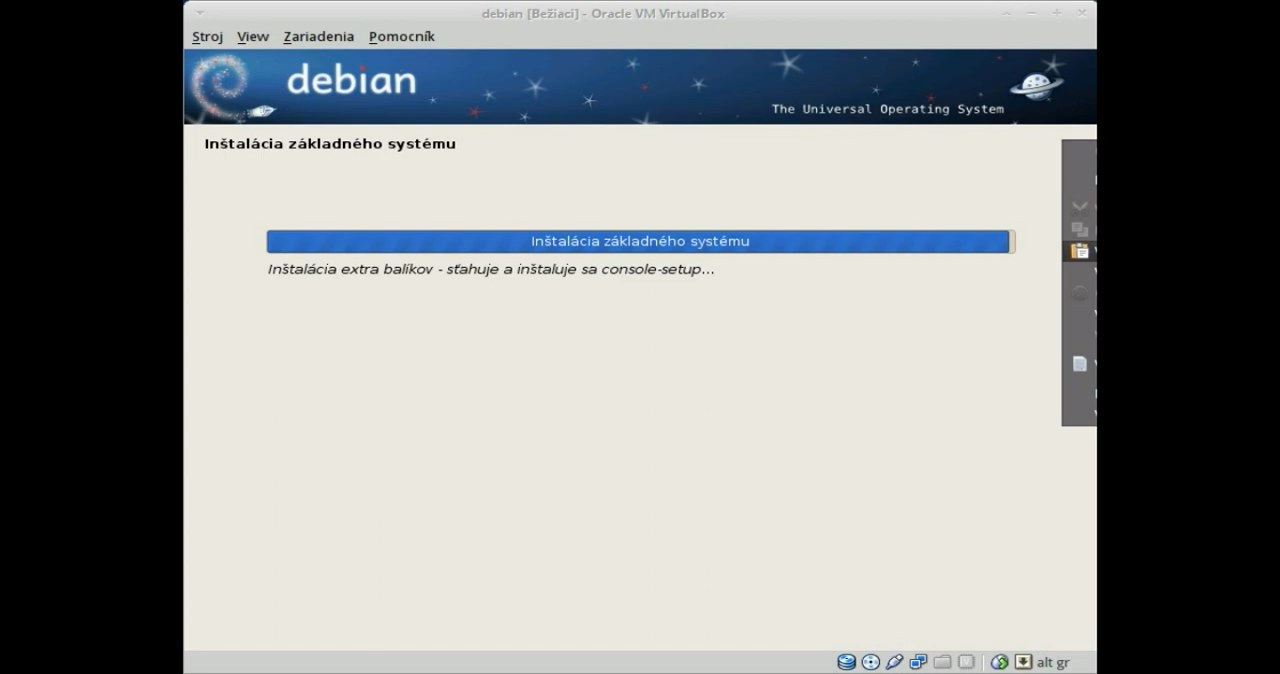 debian [Bežiaci] - Oracle VM VirtualBox
Stroj View Zariadenia Pomocník
debian
The Universal Operating System
Inštalácia základného systému
Inštalácia základného systému
Inštalácia extra balíkov - sťahuje a inštaluje sa console-setup...
alt gr